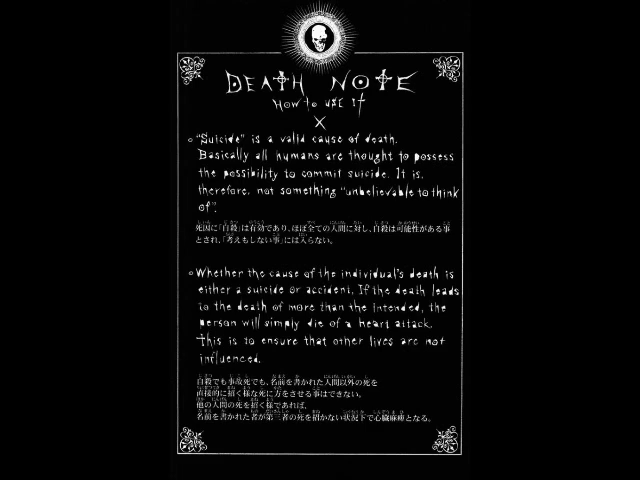 DEATH NOTE
How to USE It
X
"Suicide" is a valid cause of death.
Basically all humans are thought to possess
the possibility to commit suicide. It is,
therefore, not something "unbelievable to think
of".
死因に「自殺」は有効であり、ほぼ全ての人間に対し、自殺は可能性がある事
とされ、「考えもしない事」には入らない。
Whether the cause of the individual's death is
either a suicide or accident, If the death leads
to the death of more than the intended, the
person will simply die of a heart attack.
This is to ensure that other lives are not
influenced.
自殺でも事故死でも、名前を書かれた人間以外の死を
直接的に招く様な死に方をさせる事はできない。
他の人間の死を招く様であれば、
名前を書かれた者が第三者の死を招かない状況下で心臓麻痺となる。